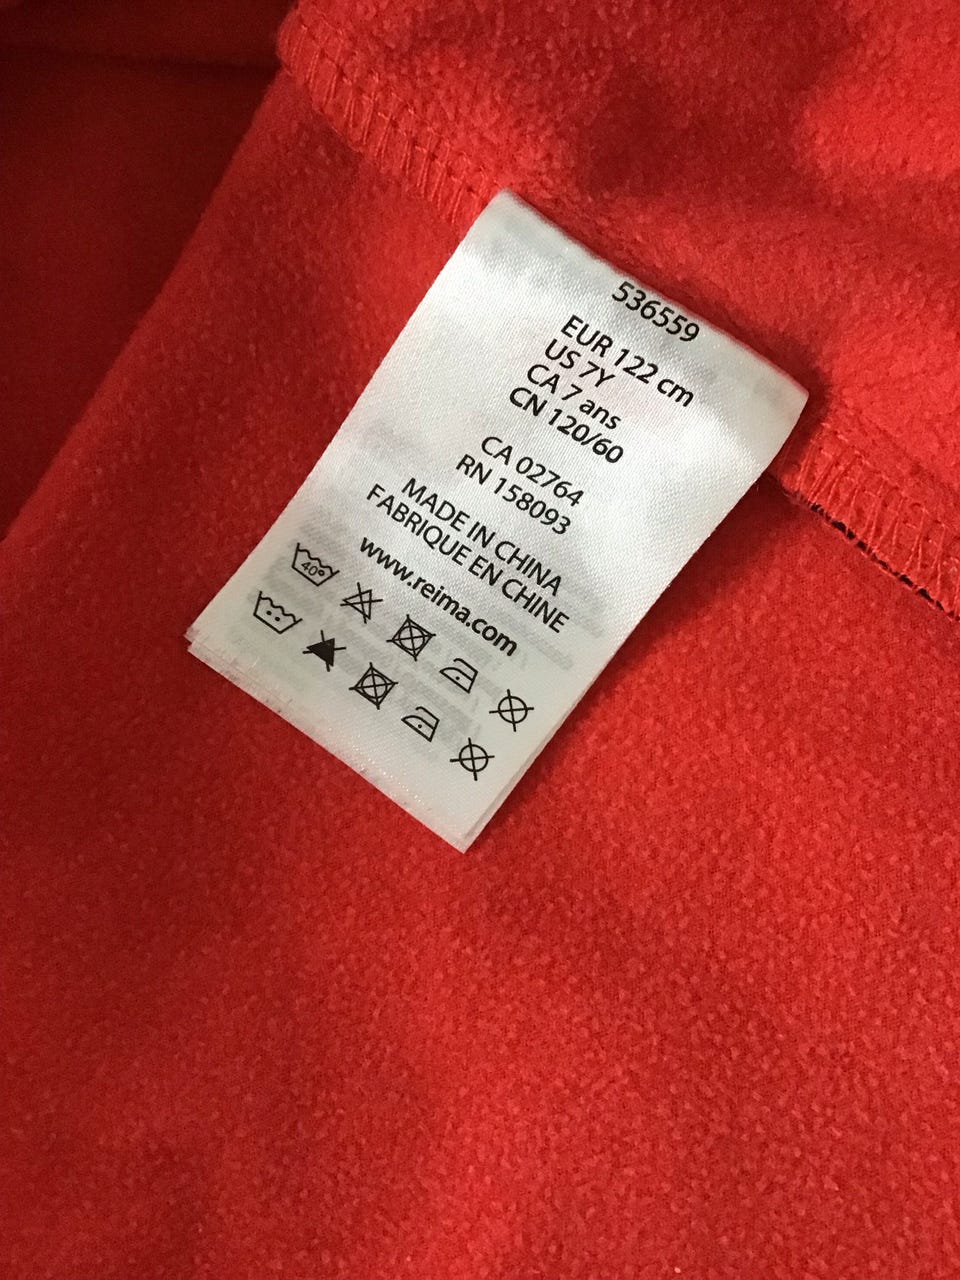 536559
EUR 122 cm
US 7Y
CA 7 ans
CN 120/60
CA 02764
RN 158093
MADE IN CHINA
FABRIQUE EN CHINE
www.reima.com
40°